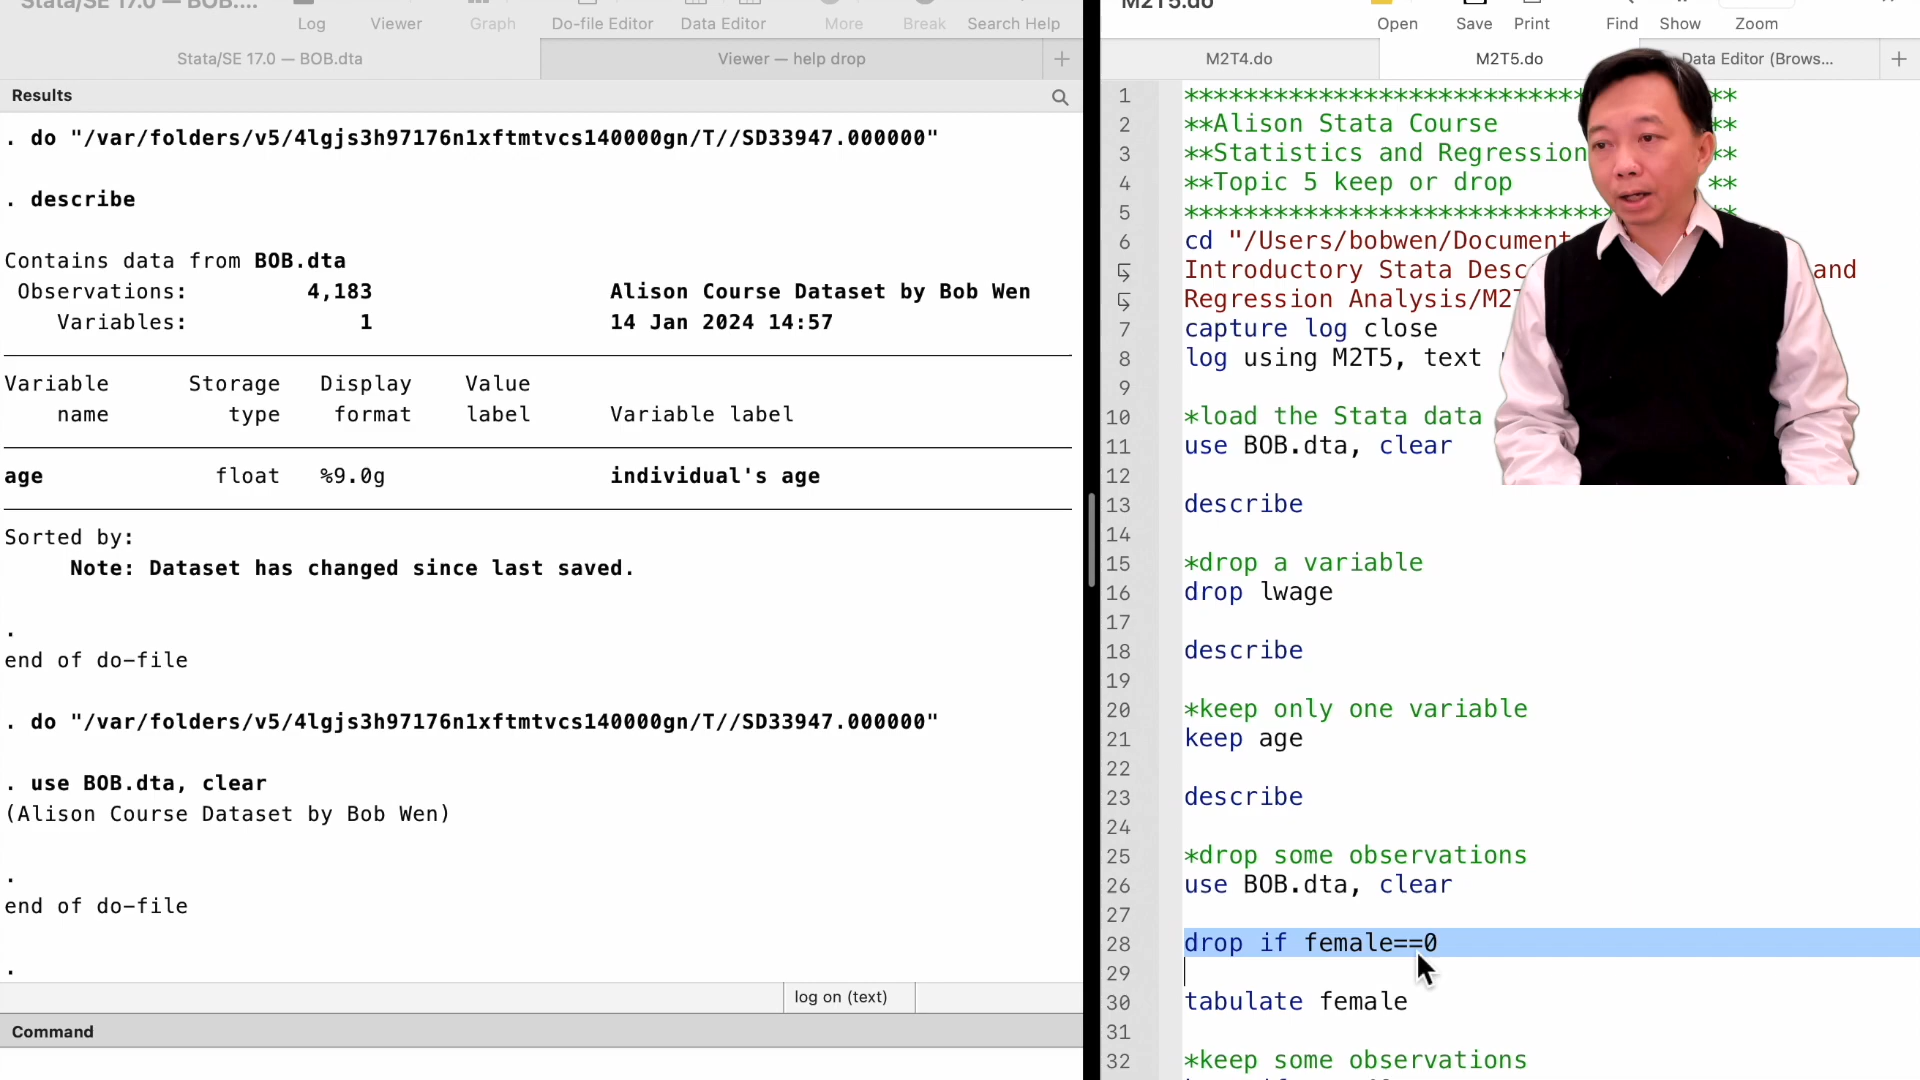 Stata/SE 17.0 — BOB....
Log Viewer Graph Do-file Editor Data Editor More Break Search Help
Stata/SE 17.0 — BOB.dta
Viewer — help drop
Results
. do "/var/folders/v5/4lgjs3h97176n1xftmtvcs140000gn/T//SD33947.000000"
. describe
Contains data from BOB.dta
Observations: 4,183 Alison Course Dataset by Bob Wen
Variables: 1 14 Jan 2024 14:57
Variable Storage Display Value
name type format label Variable label
age float %9.0g individual's age
Sorted by:
Note: Dataset has changed since last saved.
.
end of do-file
. do "/var/folders/v5/4lgjs3h97176n1xftmtvcs140000gn/T//SD33947.000000"
. use BOB.dta, clear
(Alison Course Dataset by Bob Wen)
.
end of do-file
.
log on (text)
Command
M2T5.do
Open Save Print Find Show Zoom
M2T4.do
M2T5.do
Data Editor (Brows...
1 *************************** **
2 **Alison Stata Course **
3 **Statistics and Regression **
4 **Topic 5 keep or drop **
5 ***************************** **
6 cd "/Users/bobwen/Document
Introductory Stata and
Regression Analysis/M2T
7 capture log close
8 log using M2T5, text
9
10 *load the Stata data
11 use BOB.dta, clear
12
13 describe
14
15 *drop a variable
16 drop lwage
17
18 describe
19
20 *keep only one variable
21 keep age
22
23 describe
24
25 *drop some observations
26 use BOB.dta, clear
27
28 drop if female==0
29
30 tabulate female
31
32 *keep some observations